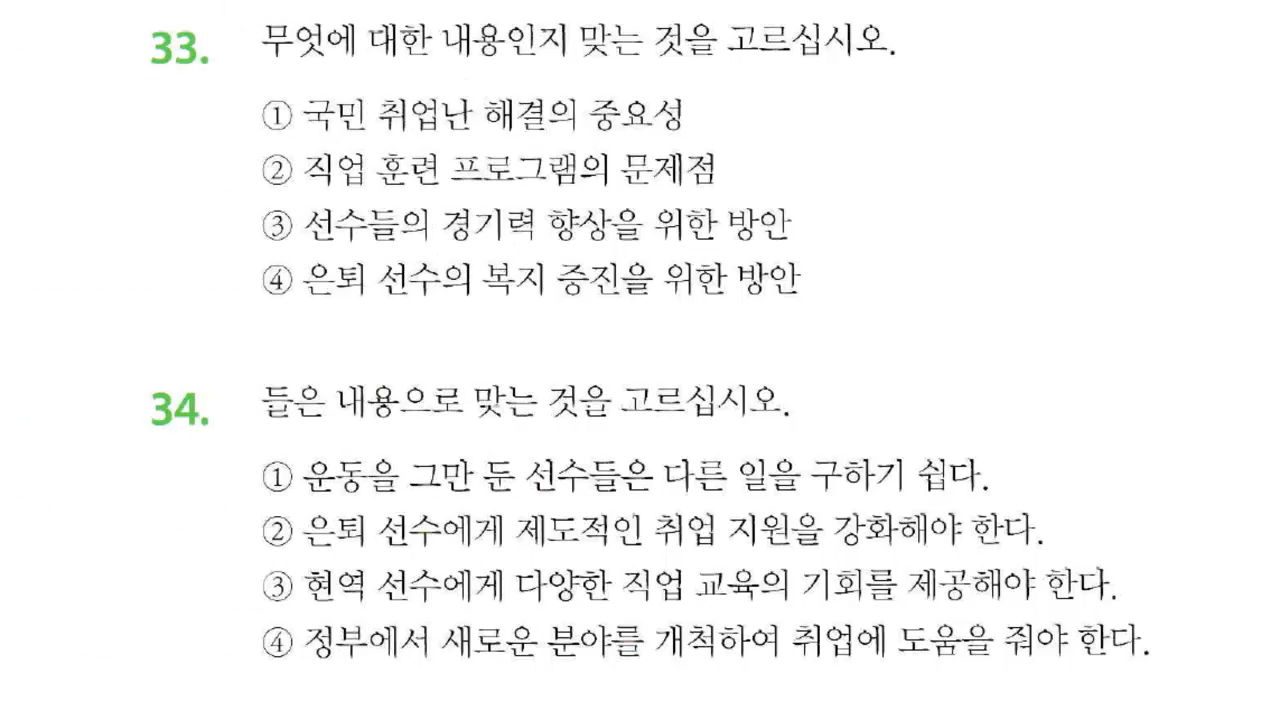 33. 무엇에 대한 내용인지 맞는 것을 고르십시오.
① 국민 취업난 해결의 중요성
② 직업 훈련 프로그램의 문제점
③ 선수들의 경기력 향상을 위한 방안
④ 은퇴 선수의 복지 증진을 위한 방안
34. 들은 내용으로 맞는 것을 고르십시오.
① 운동을 그만 둔 선수들은 다른 일을 구하기 쉽다.
② 은퇴 선수에게 제도적인 취업 지원을 강화해야 한다.
③ 현역 선수에게 다양한 직업 교육의 기회를 제공해야 한다.
④ 정부에서 새로운 분야를 개척하여 취업에 도움을 줘야 한다.